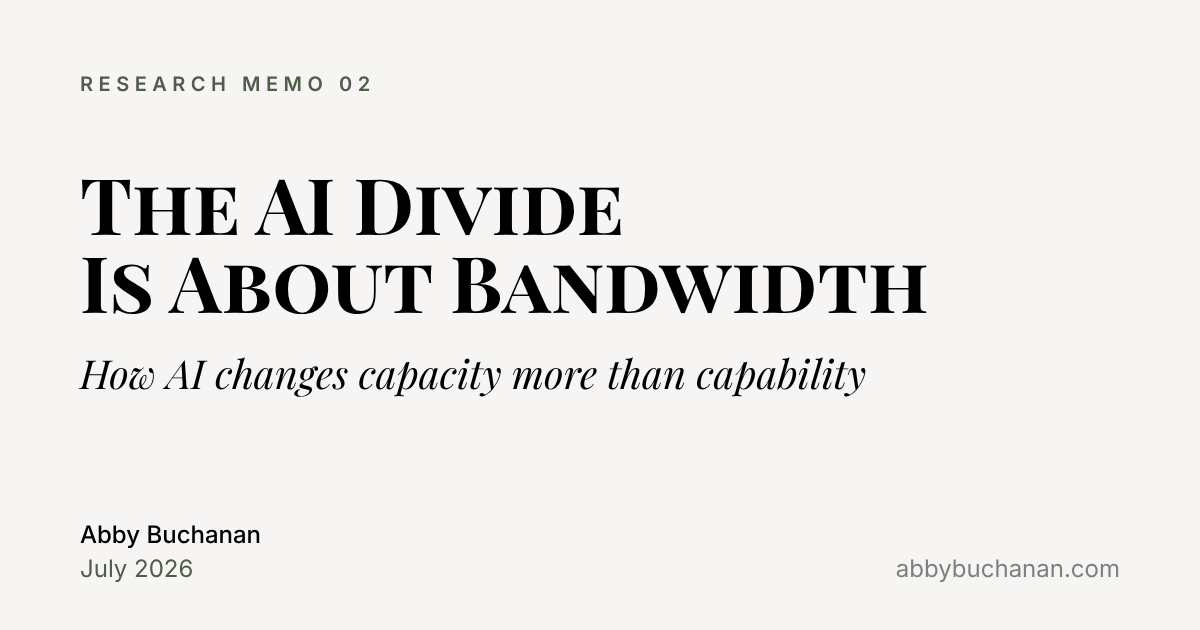 RESEARCH MEMO 02
The AI Divide
Is About Bandwidth
How AI changes capacity more than capability
Abby Buchanan
July 2026
abbybuchanan.com